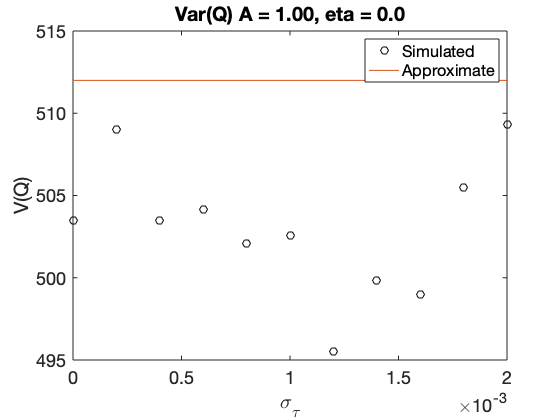 Var(Q) A = 1.00, eta = 0.0
515
Simulated
Approximate
510
505
V(Q)
500
495
0
0.5
1
1.5
2
×10⁻³
σ_τ